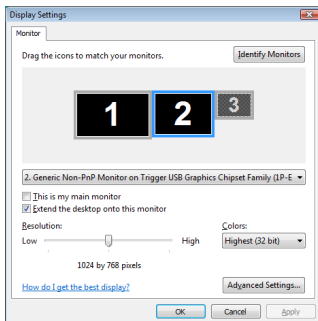 Display Settings
Monitor
Drag the icons to match your monitors.
Identify Monitors
1
2
3
2. Generic Non-PnP Monitor on Trigger USB Graphics Chipset Family (1P-E
This is my main monitor
Extend the desktop onto this monitor
Resolution:
Colors:
Low
High
Highest (32 bit)
1024 by 768 pixels
How do I get the best display?
Advanced Settings...
OK
Cancel
Apply